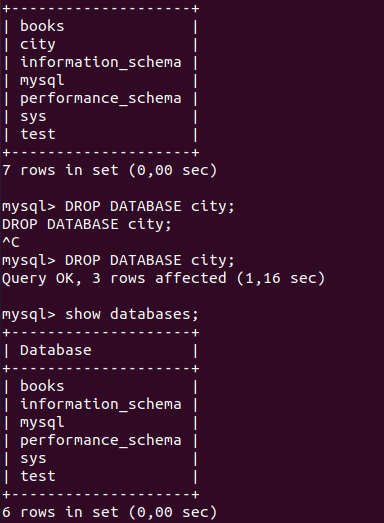 +--------------------+
| books              |
| city               |
| information_schema |
| mysql              |
| performance_schema |
| sys                |
| test               |
+--------------------+
7 rows in set (0,00 sec)

mysql> DROP DATABASE city;
DROP DATABASE city;
^C
mysql> DROP DATABASE city;
Query OK, 3 rows affected (1,16 sec)

mysql> show databases;
+--------------------+
| Database           |
+--------------------+
| books              |
| information_schema |
| mysql              |
| performance_schema |
| sys                |
| test               |
+--------------------+
6 rows in set (0,00 sec)